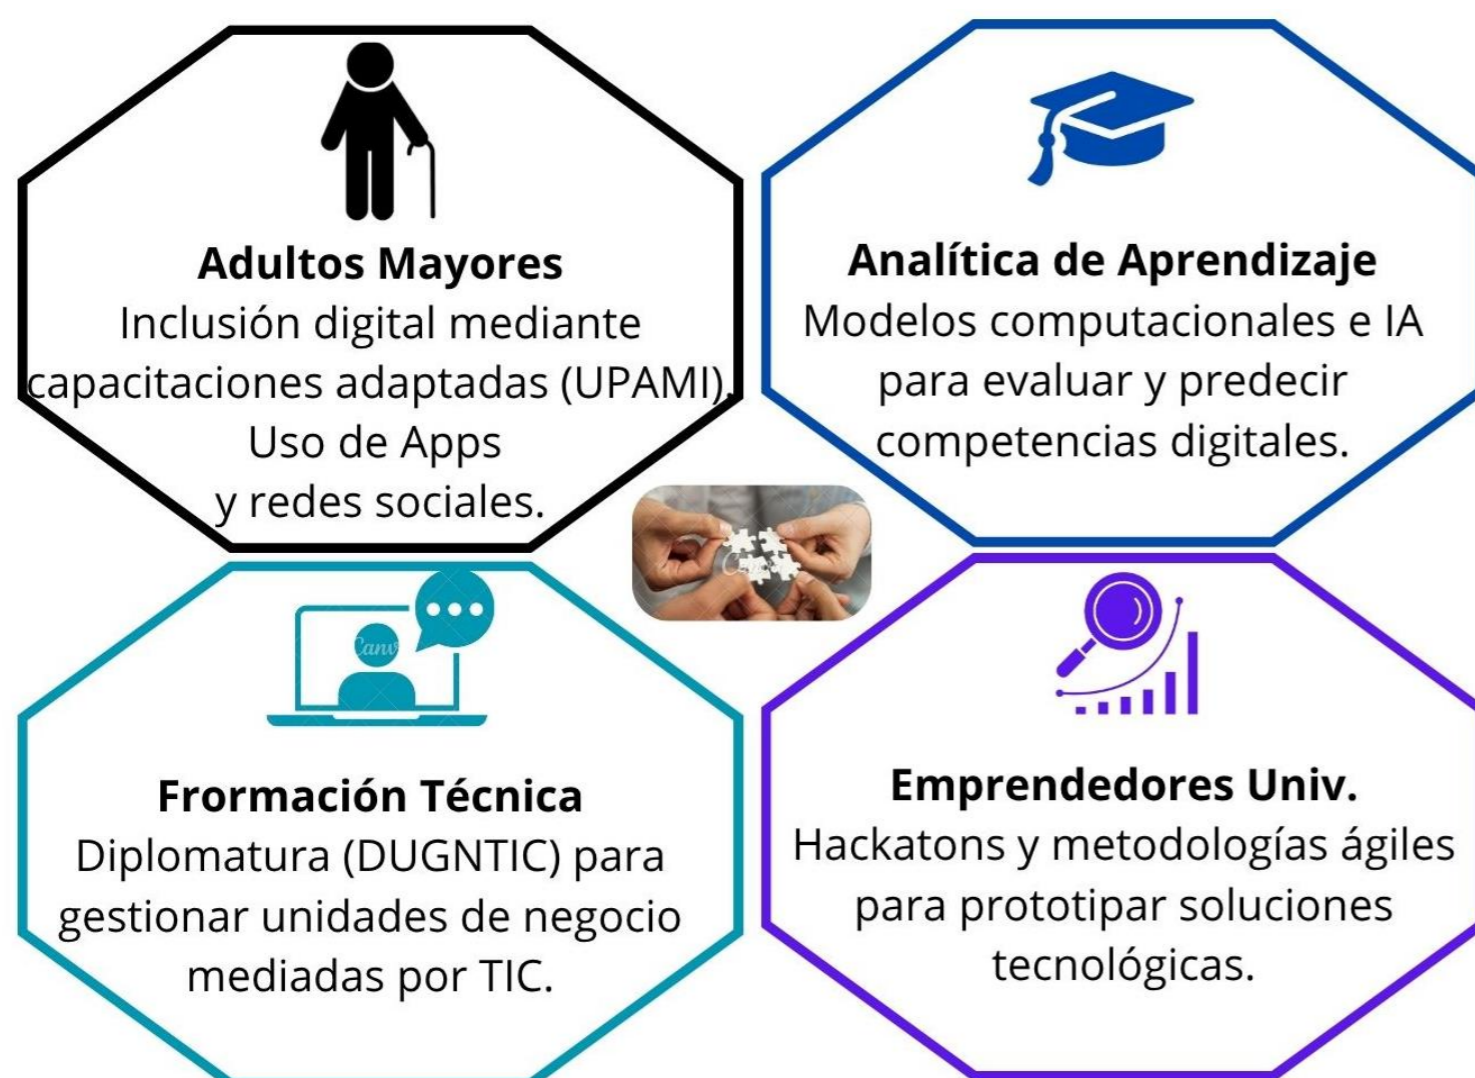 Adultos Mayores
Inclusión digital mediante
capacitaciones adaptadas (UPAMI).
Uso de Apps
y redes sociales.
Analítica de Aprendizaje
Modelos computacionales e IA
para evaluar y predecir
competencias digitales.
Canva
Canva
Frormación Técnica
Diplomatura (DUGNTIC) para
gestionar unidades de negocio
mediadas por TIC.
Emprendedores Univ.
Hackatons y metodologías ágiles
para prototipar soluciones
tecnológicas.